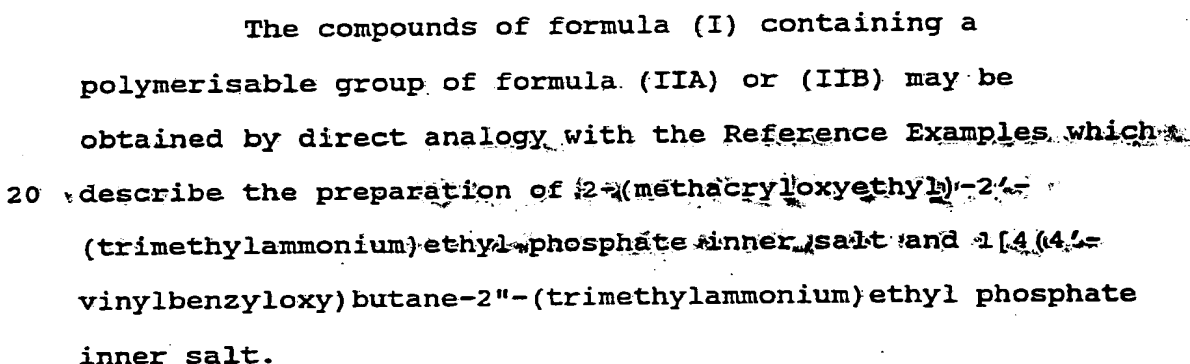 The compounds of formula (I) containing a
polymerisable group of formula (IIA) or (IIB) may be
obtained by direct analogy with the Reference Examples which
20 describe the preparation of 2-(methacryloxyethyl)-2'-
(trimethylammonium)ethyl phosphate inner salt and 1[4(4'-
vinylbenzyloxy)butane-2"-(trimethylammonium)ethyl phosphate
inner salt.